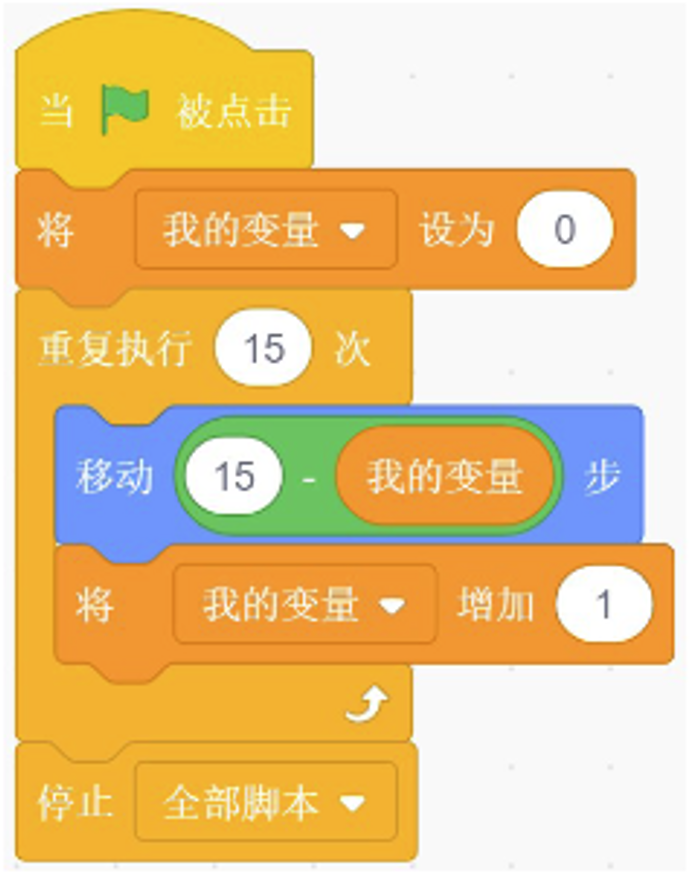 当 被点击
将 我的变量 设为 0
重复执行 15 次
移动 15 - 我的变量 步
将 我的变量 增加 1
停止 全部脚本